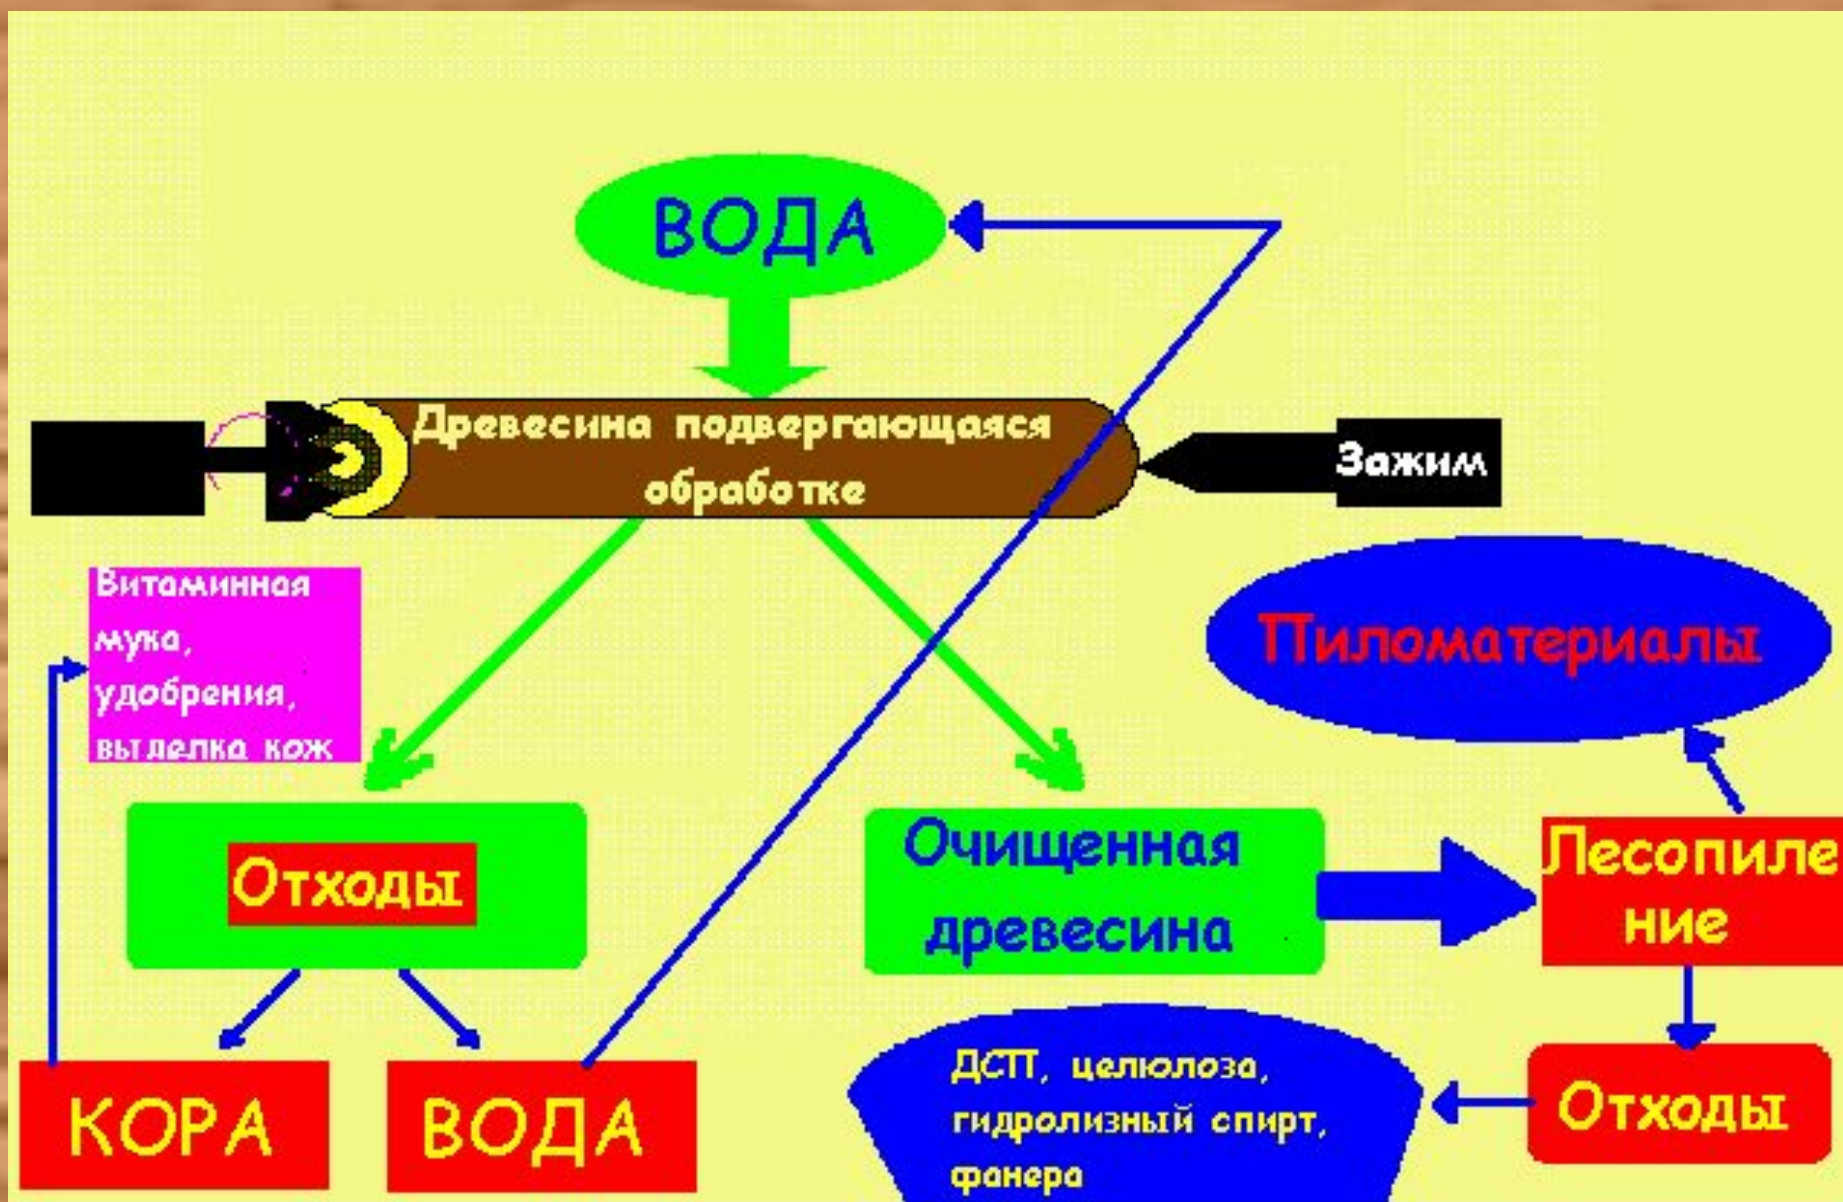 ВОДА
Древесина подвергающаяся
обработке
Зажим
Витаминная
мука,
удобрения,
выделка кож
Пиломатериалы
Отходы
Очищенная
древесина
Лесопиле
ние
КОРА
ВОДА
ДСП, целюлоза,
гидролизный спирт,
фанера
Отходы